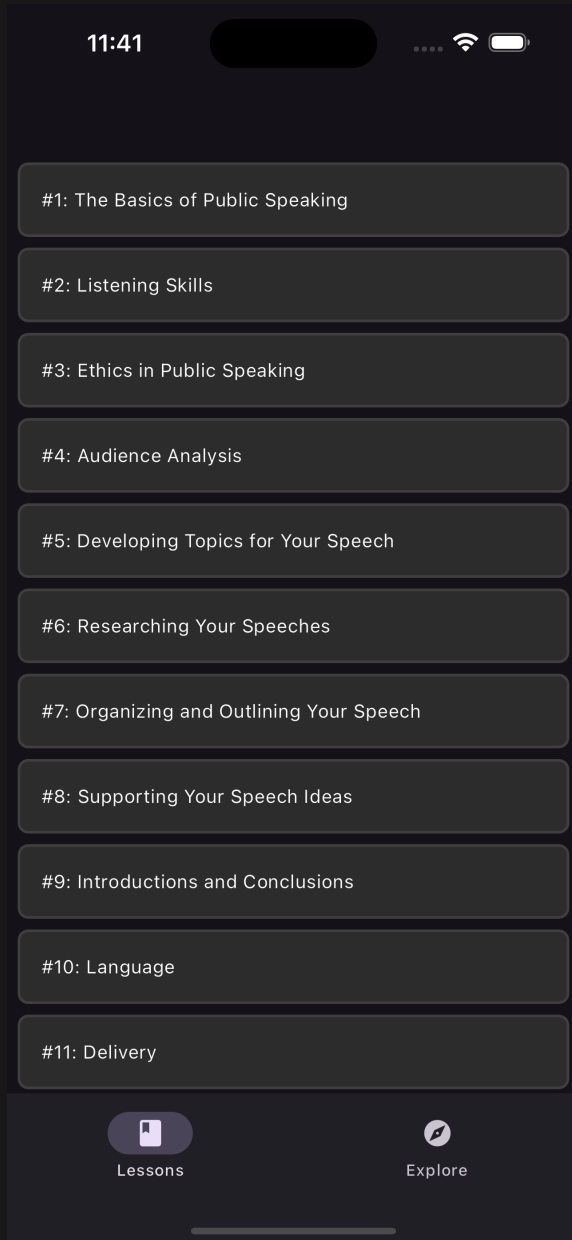 11:41
#1: The Basics of Public Speaking
#2: Listening Skills
#3: Ethics in Public Speaking
#4: Audience Analysis
#5: Developing Topics for Your Speech
#6: Researching Your Speeches
#7: Organizing and Outlining Your Speech
#8: Supporting Your Speech Ideas
#9: Introductions and Conclusions
#10: Language
#11: Delivery
Lessons
Explore